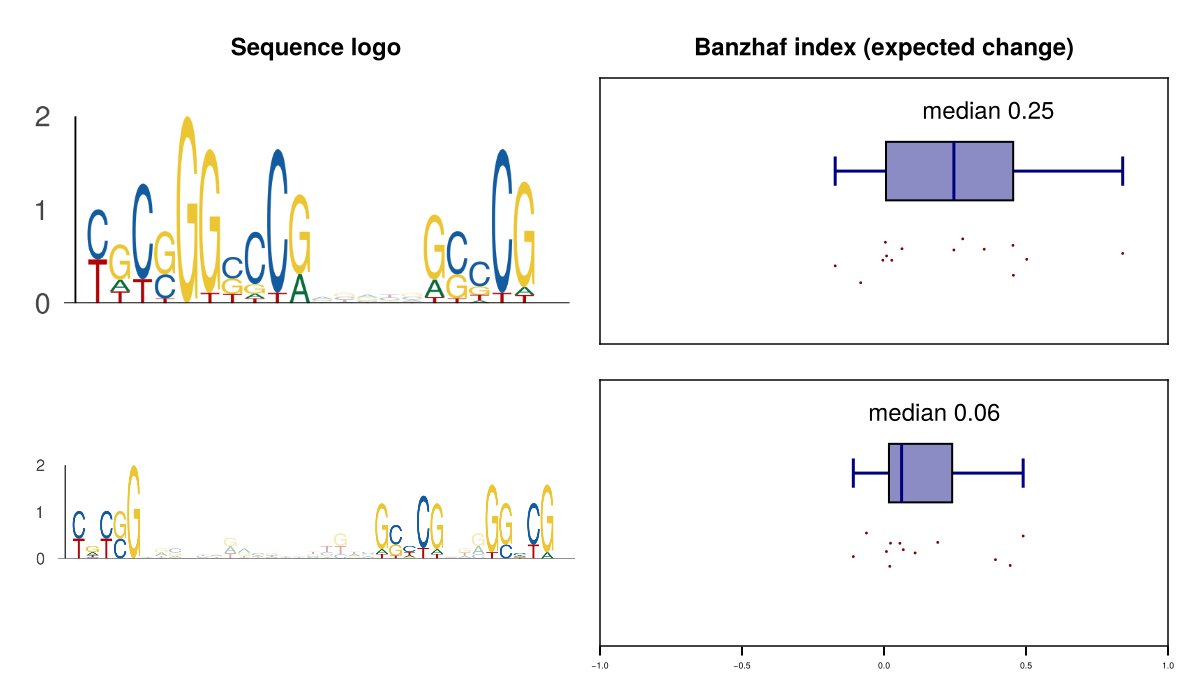 Sequence logo
Banzhaf index (expected change)
2
1
0
median 0.25
2
1
0
median 0.06
−1.0 −0.5 0.0 0.5 1.0